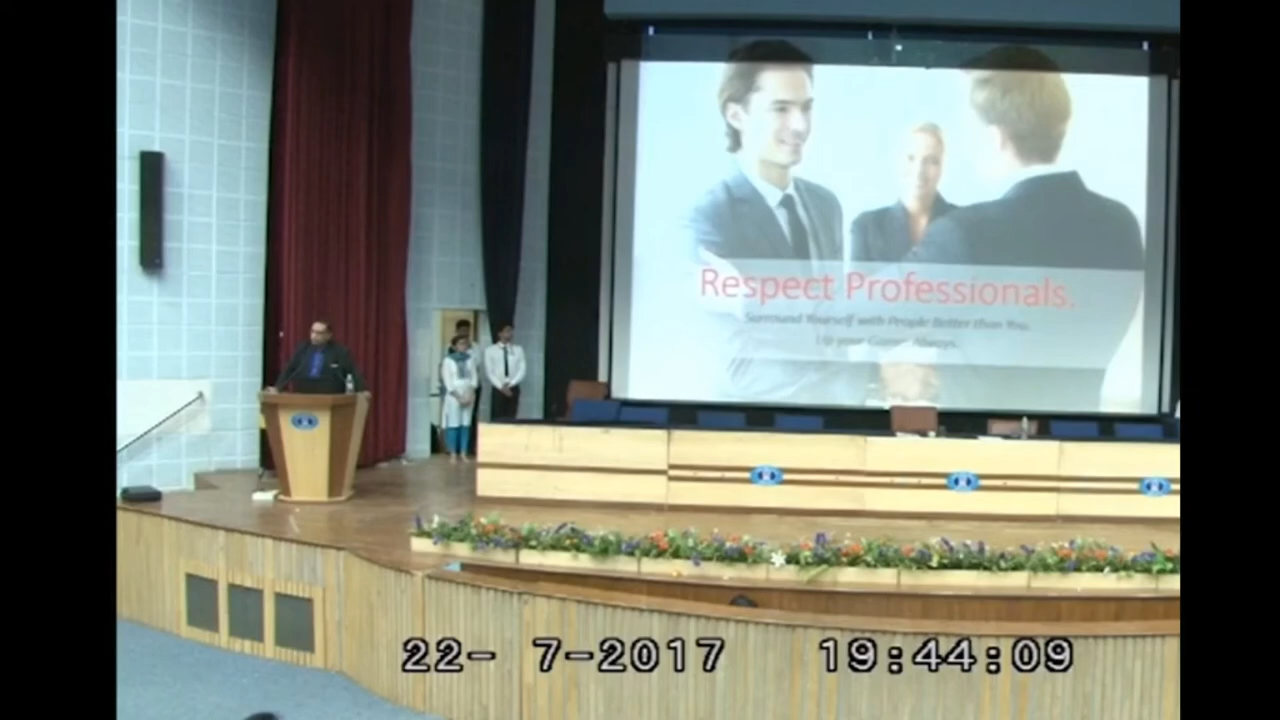 Respect Professionals.
Surround Yourself with People Better than You.
Up your Game Always.
22- 7-2017 19:44:09